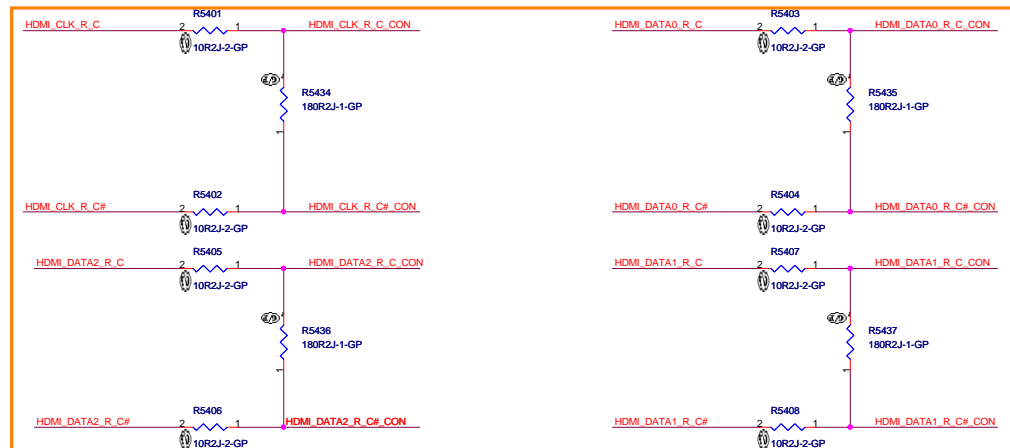 R5401
HDMI_CLK_R_C 2 1 HDMI_CLK_R_C_CON
10R2J-2-GP
R5434
180R2J-1-GP
1
R5402
HDMI_CLK_R_C# 2 1 HDMI_CLK_R_C#_CON
10R2J-2-GP
R5403
HDMI_DATA0_R_C 2 1 HDMI_DATA0_R_C_CON
10R2J-2-GP
R5435
180R2J-1-GP
1
R5404
HDMI_DATA0_R_C# 2 1 HDMI_DATA0_R_C#_CON
10R2J-2-GP
R5405
HDMI_DATA2_R_C 2 1 HDMI_DATA2_R_C_CON
10R2J-2-GP
R5436
180R2J-1-GP
1
R5406
HDMI_DATA2_R_C# 2 1 HDMI_DATA2_R_C#_CON
10R2J-2-GP
R5407
HDMI_DATA1_R_C 2 1 HDMI_DATA1_R_C_CON
10R2J-2-GP
R5437
180R2J-1-GP
1
R5408
HDMI_DATA1_R_C# 2 1 HDMI_DATA1_R_C#_CON
10R2J-2-GP